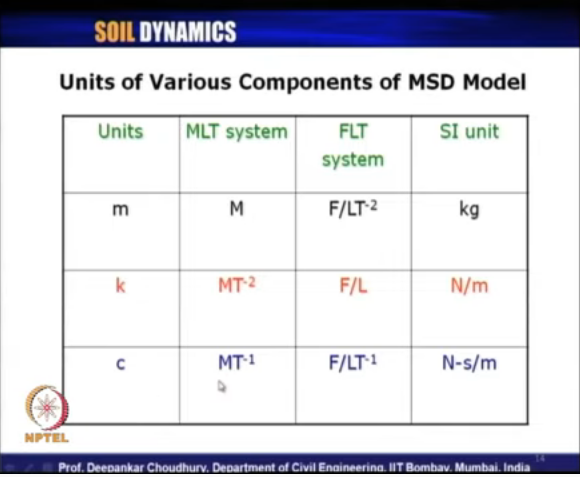 SOIL DYNAMICS
Units of Various Components of MSD Model
Units MLT system FLT system SI unit
m M F/LT-2 kg
k MT-2 F/L N/m
c MT-1 F/LT-1 N-s/m
NPTEL
14
Prof. Deepankar Choudhury, Department of Civil Engineering, IIT Bombay, Mumbai, India